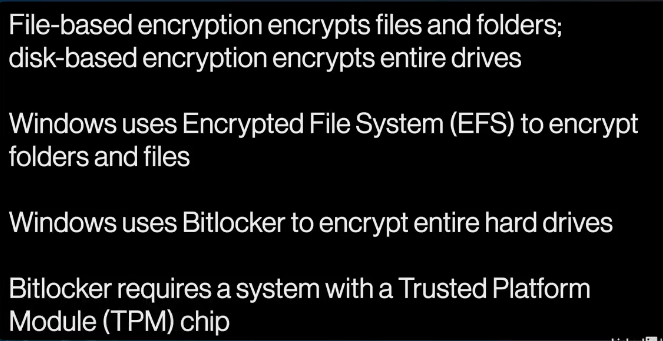 File-based encryption encrypts files and folders;
disk-based encryption encrypts entire drives
Windows uses Encrypted File System (EFS) to encrypt
folders and files
Windows uses Bitlocker to encrypt entire hard drives
Bitlocker requires a system with a Trusted Platform
Module (TPM) chip